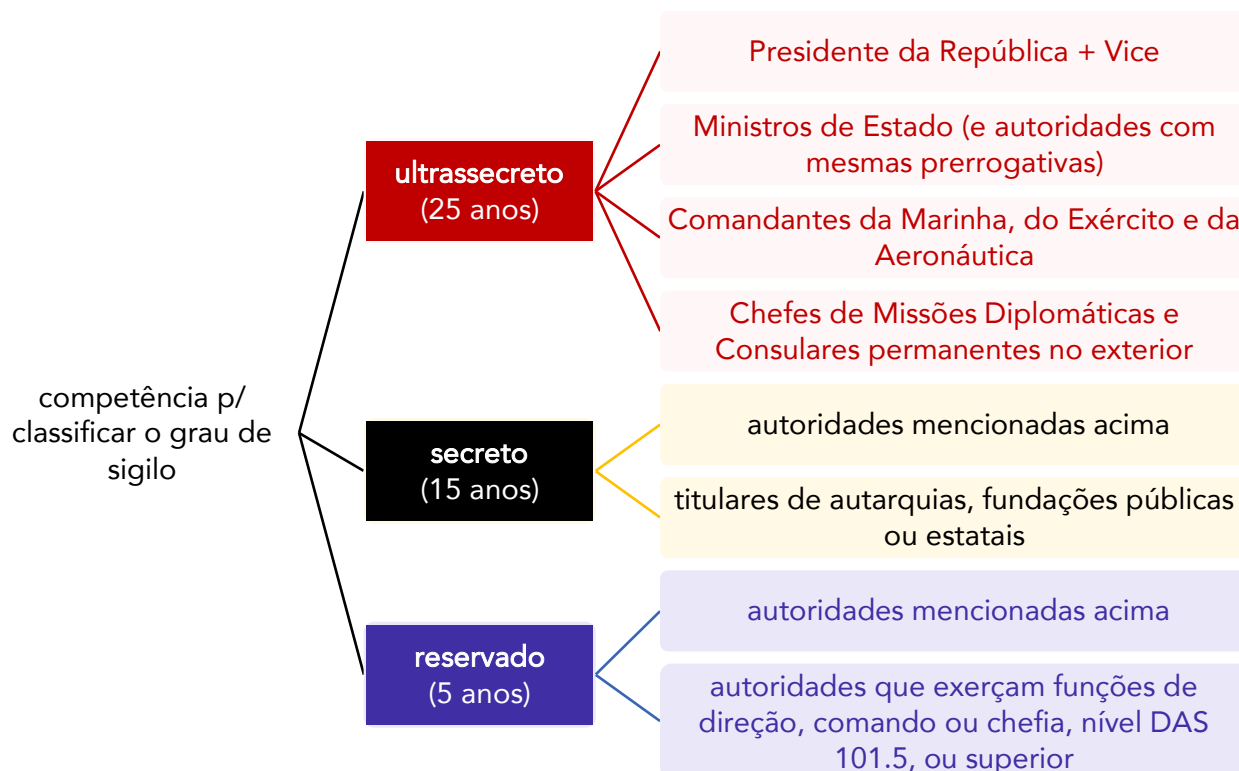 competência p/
classificar o grau de
sigilo
ultrassecreto
(25 anos)
Presidente da República + Vice
Ministros de Estado (e autoridades com
mesmas prerrogativas)
Comandantes da Marinha, do Exército e da
Aeronáutica
Chefes de Missões Diplomáticas e
Consulares permanentes no exterior
secreto
(15 anos)
autoridades mencionadas acima
titulares de autarquias, fundações públicas
ou estatais
reservado
(5 anos)
autoridades mencionadas acima
autoridades que exerçam funções de
direção, comando ou chefia, nível DAS
101.5, ou superior